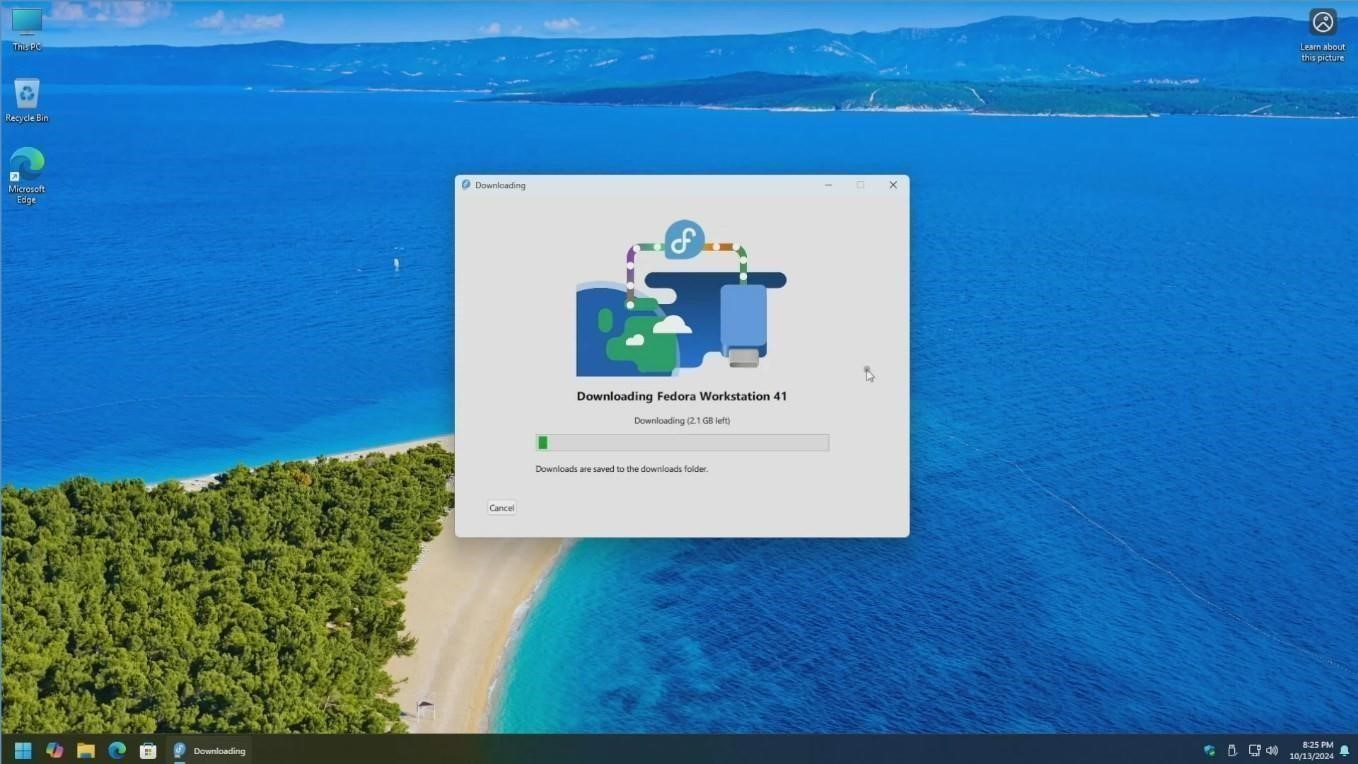 This PC
Recycle Bin
Microsoft
Edge
Learn about
this picture
Downloading
Downloading Fedora Workstation 41
Downloading (2.1 GB left)
Downloads are saved to the downloads folder.
Cancel
Downloading
8:25 PM
10/13/2024